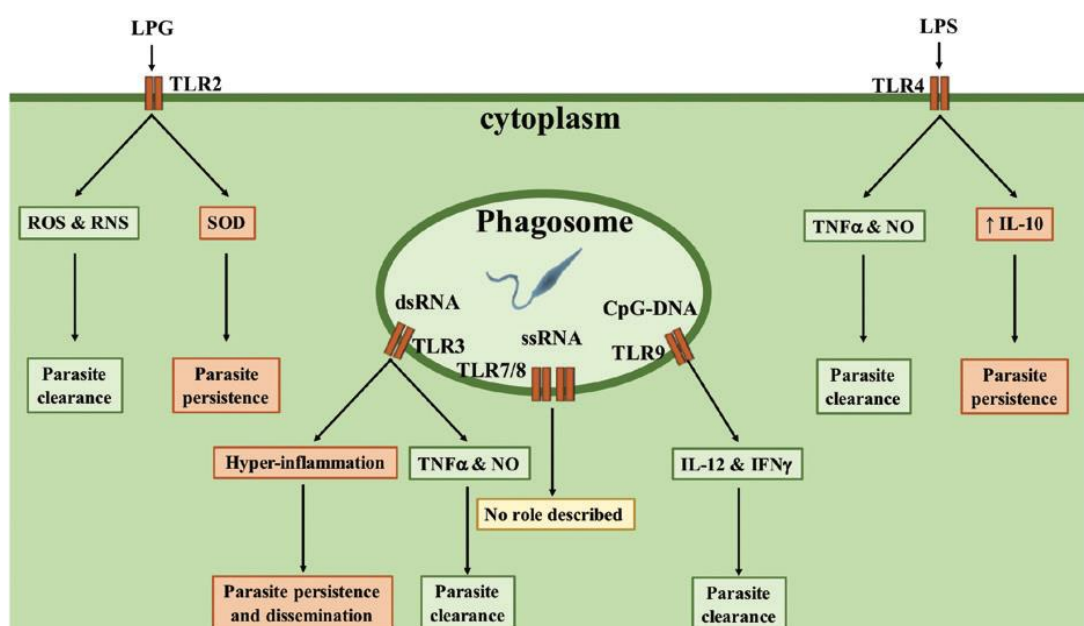 LPG
LPS
TLR2
TLR4
cytoplasm
ROS & RNS
SOD
Phagosome
TNFα & NO
↑ IL-10
dsRNA
CpG-DNA
ssRNA
TLR3
TLR9
TLR7/8
Parasite
clearance
Parasite
persistence
Parasite
clearance
Parasite
persistence
Hyper-inflammation
TNFα & NO
IL-12 & IFNγ
No role described
Parasite persistence
and dissemination
Parasite
clearance
Parasite
clearance